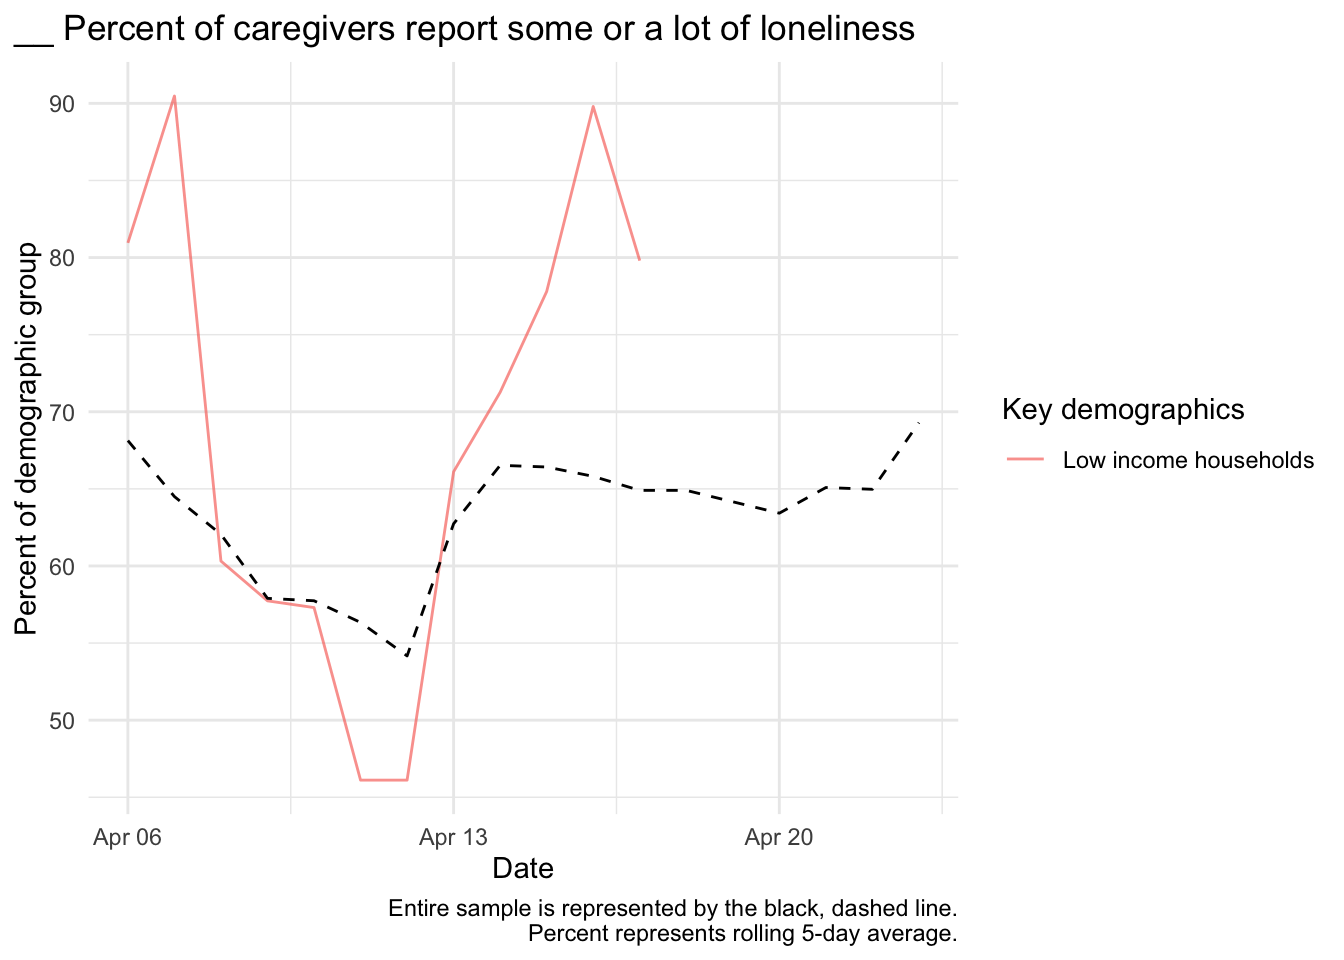 __ Percent of caregivers report some or a lot of loneliness
90
80
70
60
50
Percent of demographic group
Apr 06
Apr 13
Apr 20
Date
Key demographics
Low income households
Entire sample is represented by the black, dashed line.
Percent represents rolling 5-day average.